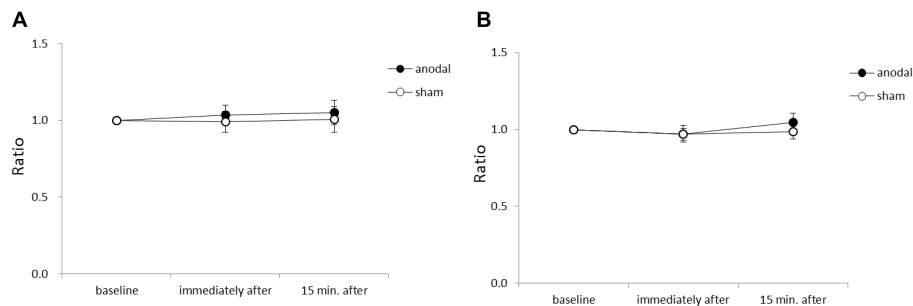 A
1.5
1.0
0.5
0.0
Ratio
baseline immediately after 15 min. after
anodal
sham
B
1.5
1.0
0.5
0.0
Ratio
baseline immediately after 15 min. after
anodal
sham